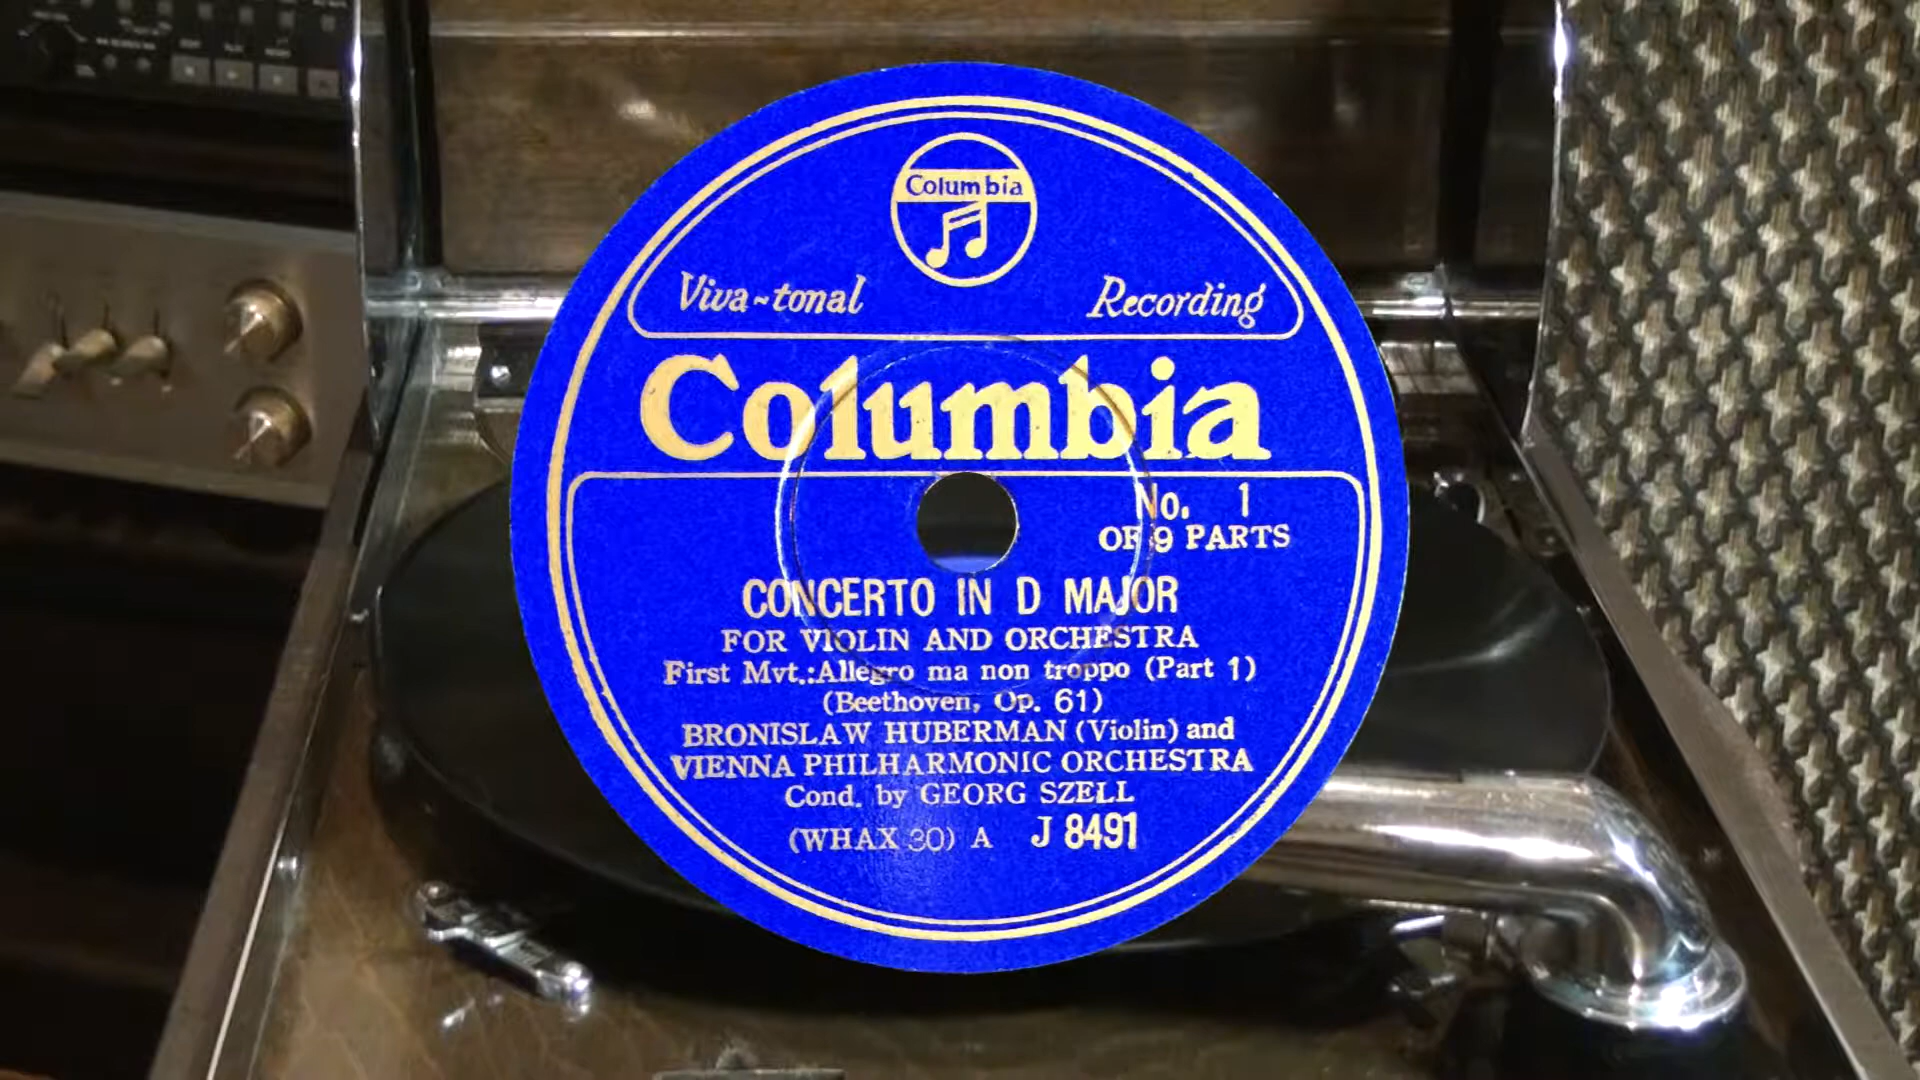 Columbia
Viva-tonal Recording
Columbia
No. 1
OF 9 PARTS
CONCERTO IN D MAJOR
FOR VIOLIN AND ORCHESTRA
First Mvt.:Allegro ma non troppo (Part 1)
(Beethoven, Op. 61)
BRONISLAW HUBERMAN (Violin) and
VIENNA PHILHARMONIC ORCHESTRA
Cond. by GEORG SZELL
(WHAX 30) A J 8491